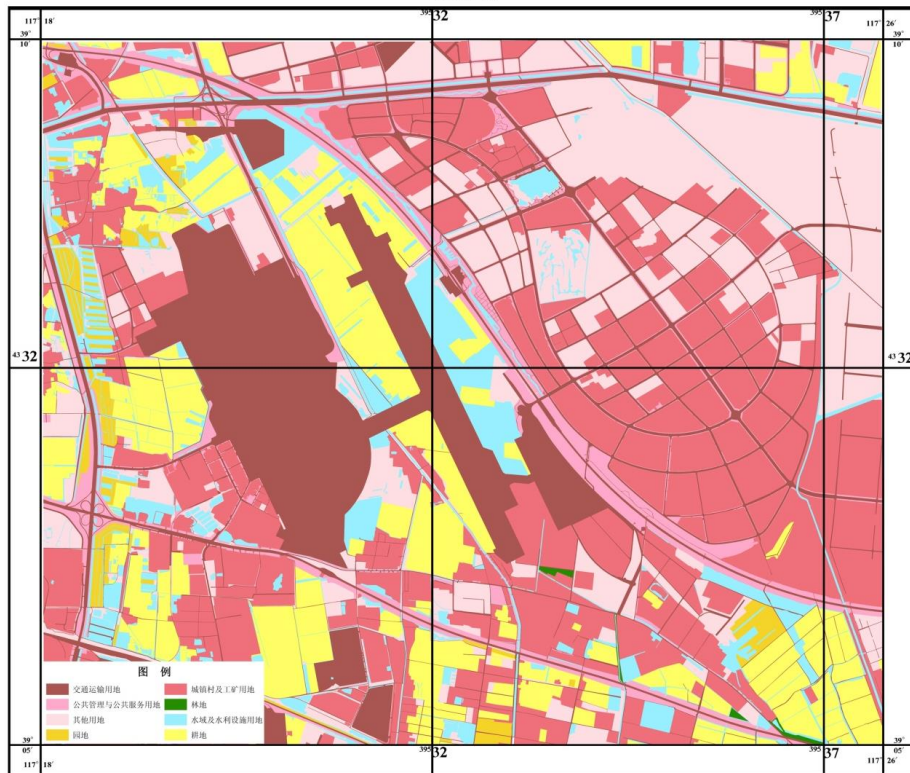 395 32 395 37
117° 18′ 117° 26′
39° 10′ 39° 10′
43 32 43 32
图 例
交通运输用地 城镇村及工矿用地
公共管理与公共服务用地 林地
其他用地 水域及水利设施用地
园地 耕地
39° 05′ 39° 05′
117° 18′ 395 32 395 37 117° 26′